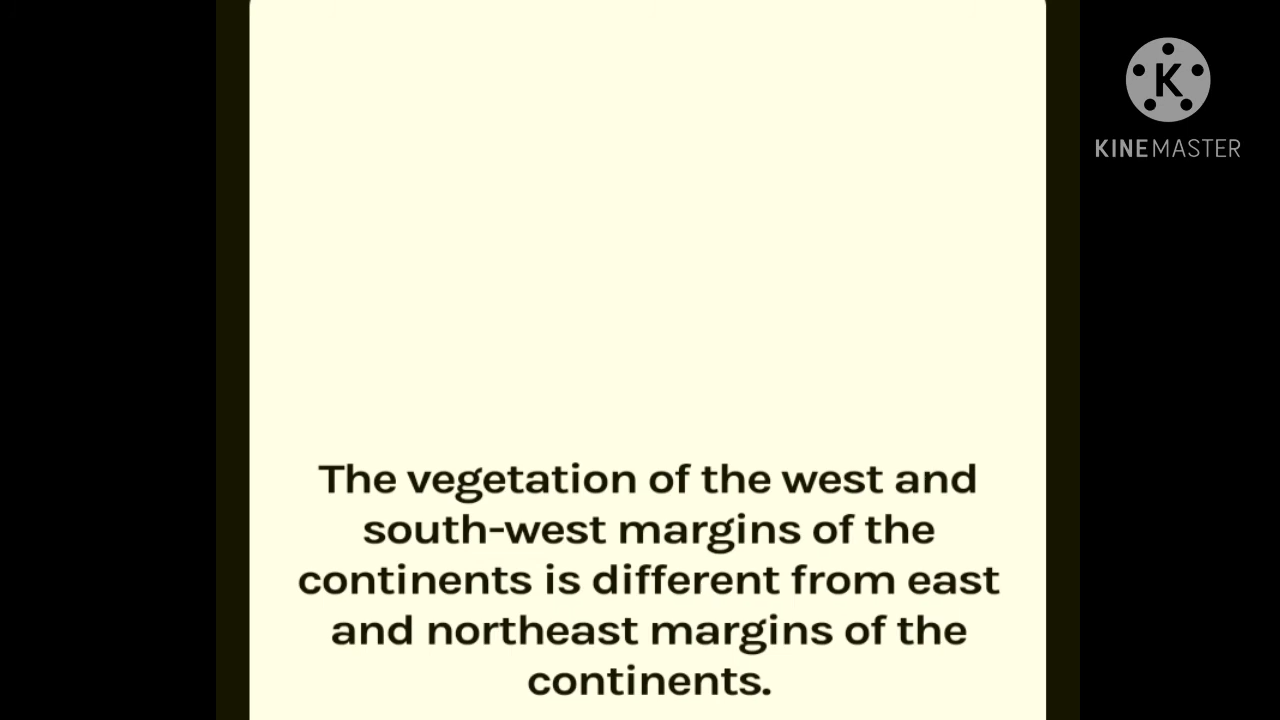 K
KINEMASTER
The vegetation of the west and
south-west margins of the
continents is different from east
and northeast margins of the
continents.